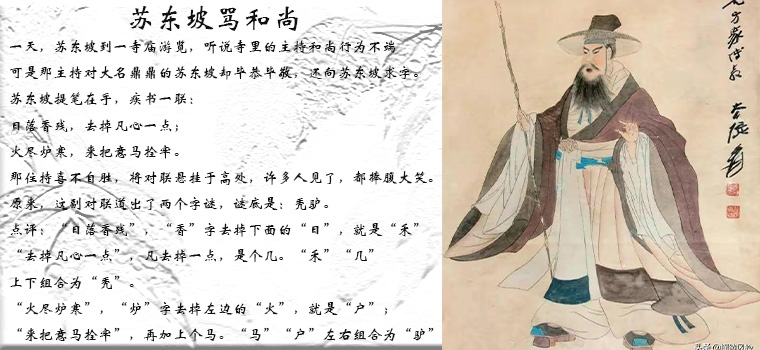 苏东坡骂和尚
一天，苏东坡到一寺庙游览，听说寺里的主持和尚行为不端
可是那主持对大名鼎鼎的苏东坡却毕恭毕敬，还向苏东坡求字。
苏东坡提笔在手，疾书一联：
日落香残，去掉凡心一点；
火尽炉寒，来把意马拴牢。
那住持喜不自胜，将对联悬挂于高处，许多人见了，都捧腹大笑。
原来，这副对联道出了两个字谜，谜底是：秃驴。
点评：“日落香残”，“香”字去掉下面的“日”，就是“禾”
“去掉凡心一点”，凡去掉一点，是个几。“禾”“几”
上下组合为“秃”。
“火尽炉寒”，“炉”字去掉左边的“火”，就是“户”；
“来把意马拴牢”，再加上个马。“马”“户”左右组合为“驴”
大千